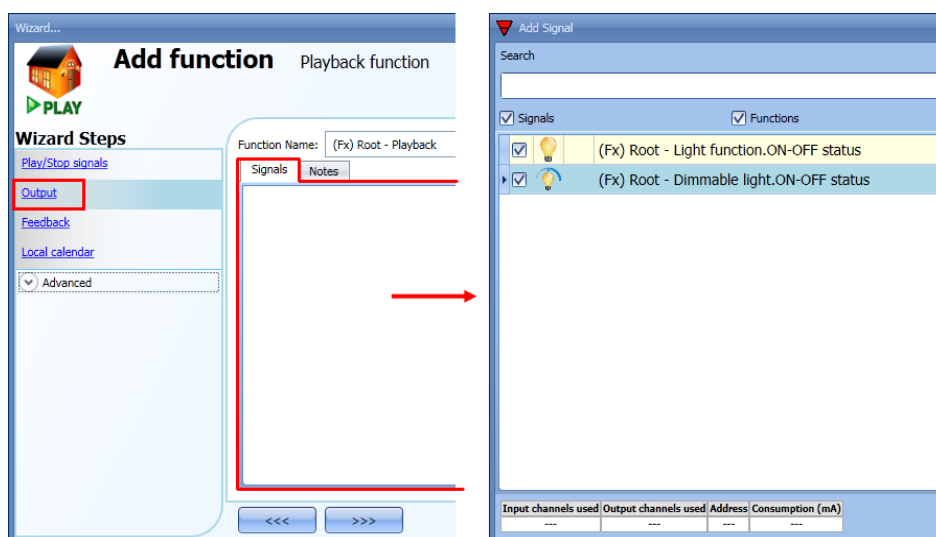 Wizard...
Add function Playback function
PLAY
Wizard Steps
Play/Stop signals
Output
Feedback
Local calendar
Advanced
Function Name: (Fx) Root - Playback
Signals Notes
<<< >>>
Add Signal
Search
Signals Functions
(Fx) Root - Light function.ON-OFF status
(Fx) Root - Dimmable light.ON-OFF status
Input channels used Output channels used Address Consumption (mA)
--- --- --- ---